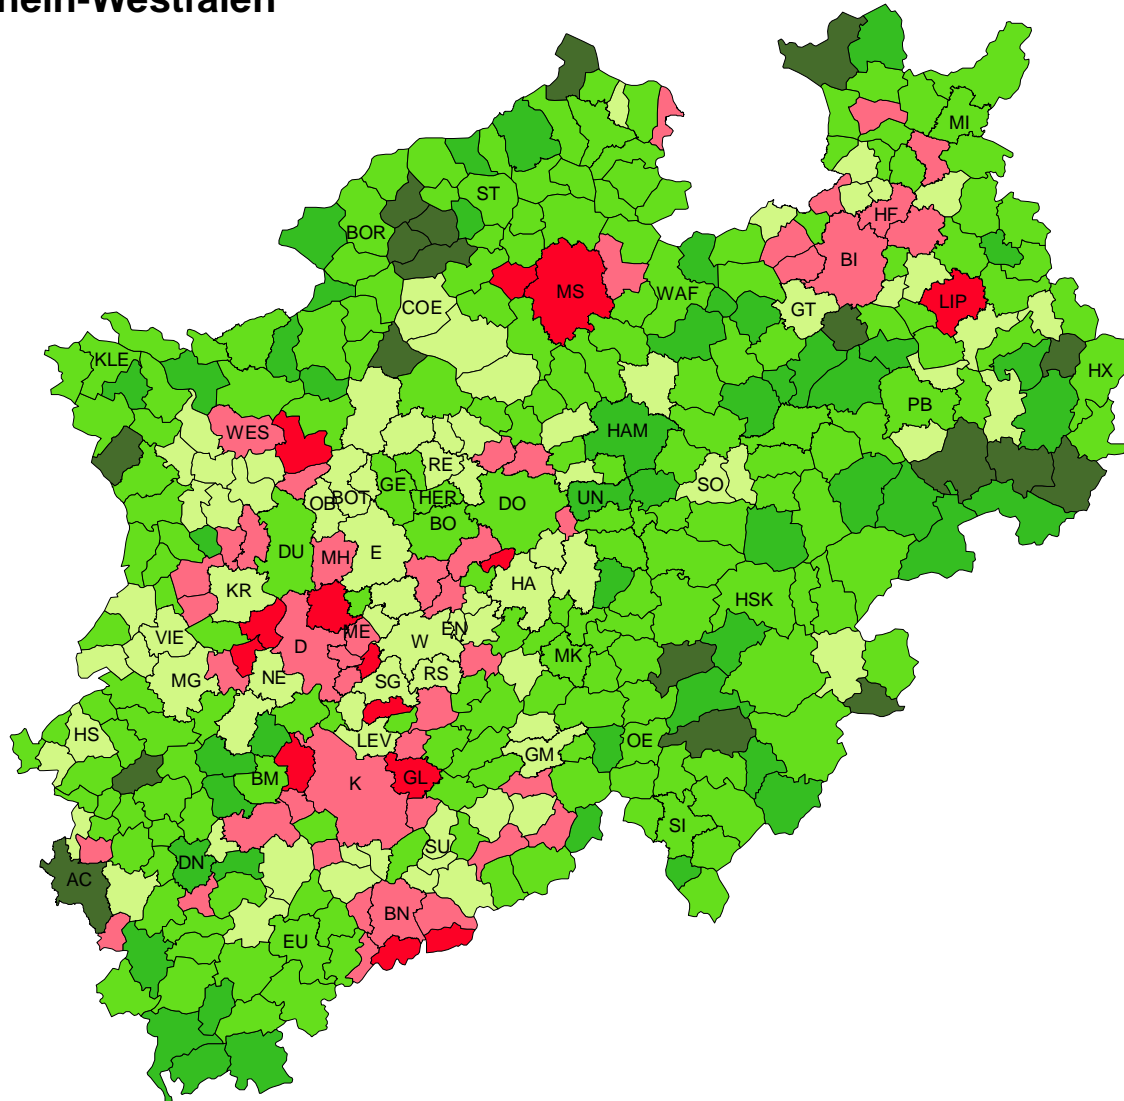 hein-Westfalen
MI
ST
HF
BOR
BI
MS
WAF
LIP
COE
GT
KLE
HX
PB
WES
HAM
RE
SO
GE
BOT
HER
UN
OB
DO
BO
DU
MH
E
HA
KR
HSK
EN
ME
VIE
W
D
MK
RS
NE
MG
SG
HS
LEV
OE
GM
BM
GL
K
SI
SU
DN
AC
BN
EU